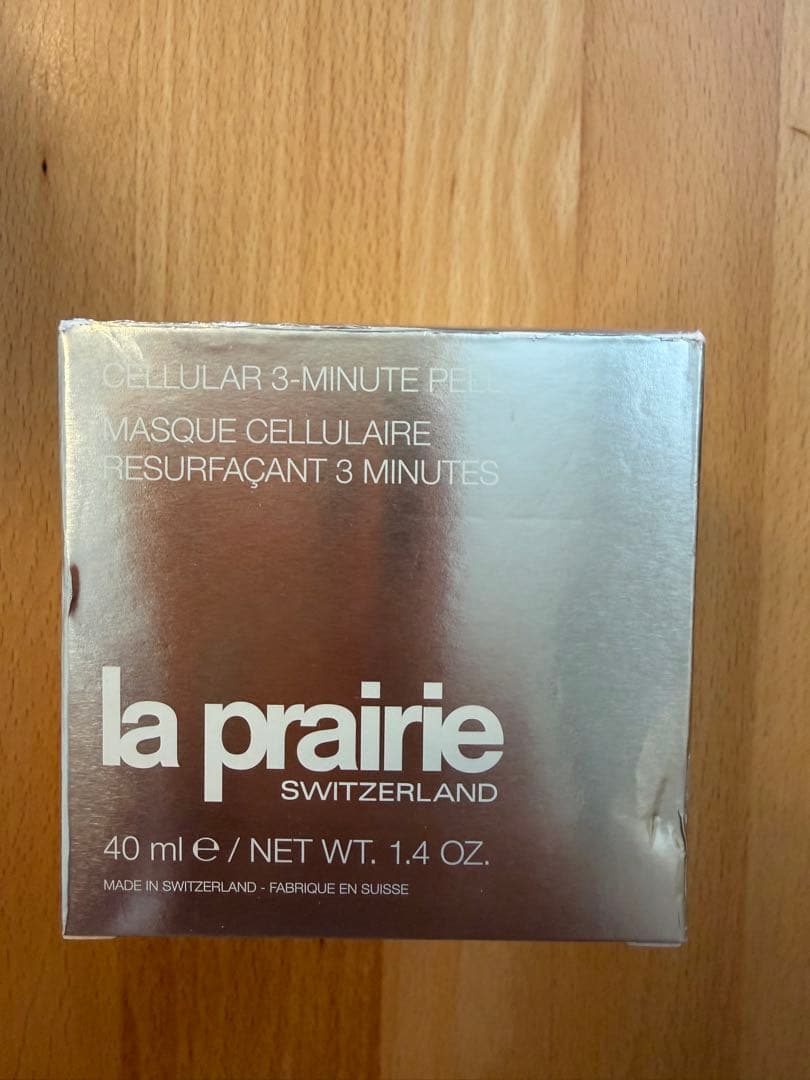 CELLULAR 3-MINUTE PEEL
MASQUE CELLULAIRE
RESURFAÇANT 3 MINUTES
la prairie
SWITZERLAND
40 ml ℮ / NET WT. 1.4 OZ.
MADE IN SWITZERLAND - FABRIQUE EN SUISSE